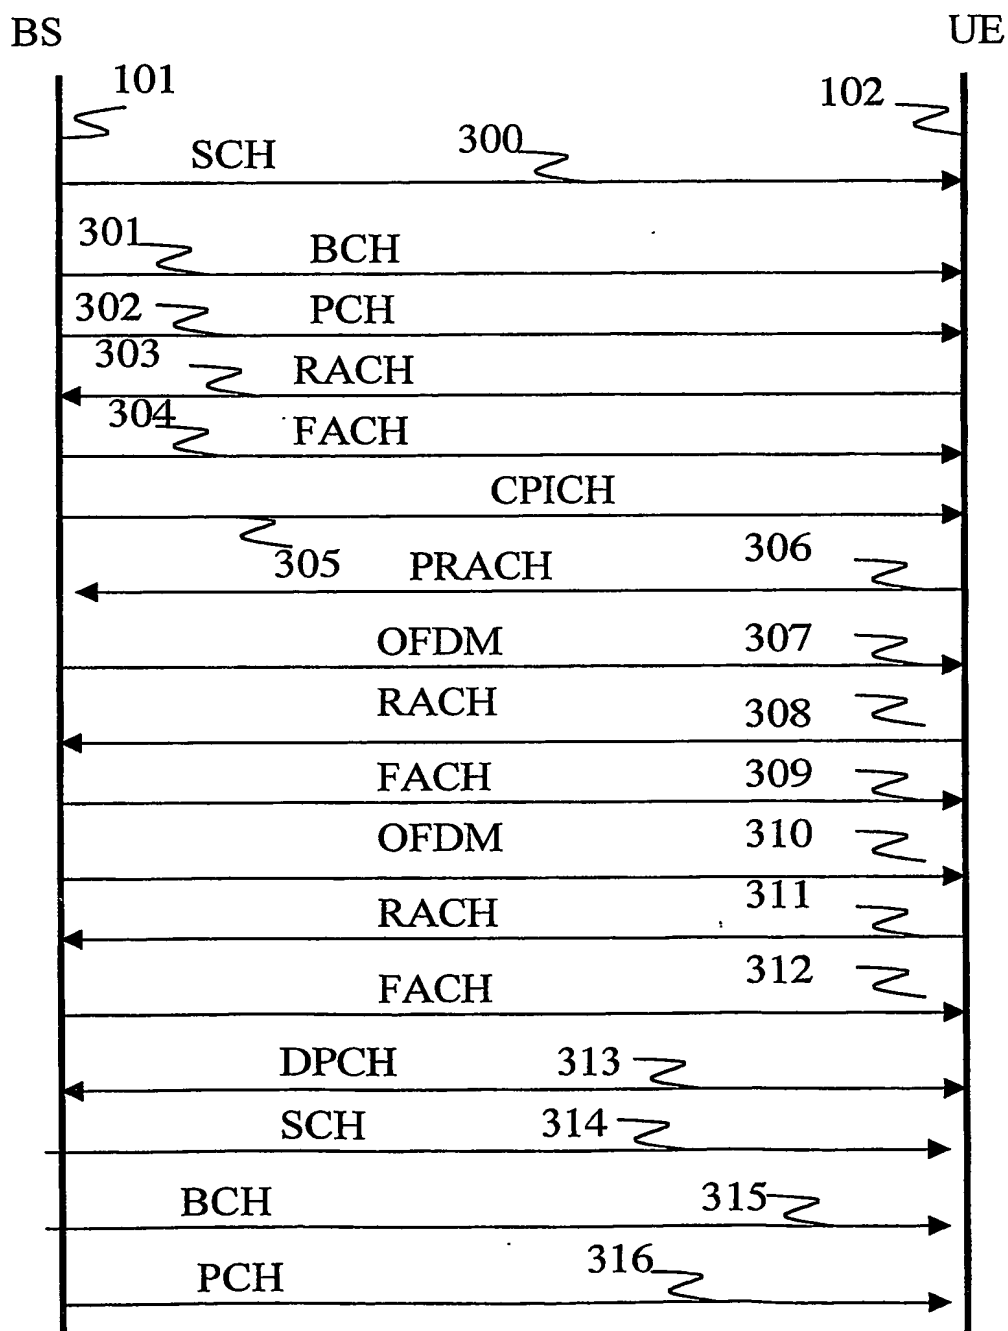 BS UE
101 102
SCH 300
301 BCH
302 PCH
303 RACH
304 FACH
CPICH
305 PRACH 306
OFDM 307
RACH 308
FACH 309
OFDM 310
RACH 311
FACH 312
DPCH 313
SCH 314
BCH 315
PCH 316